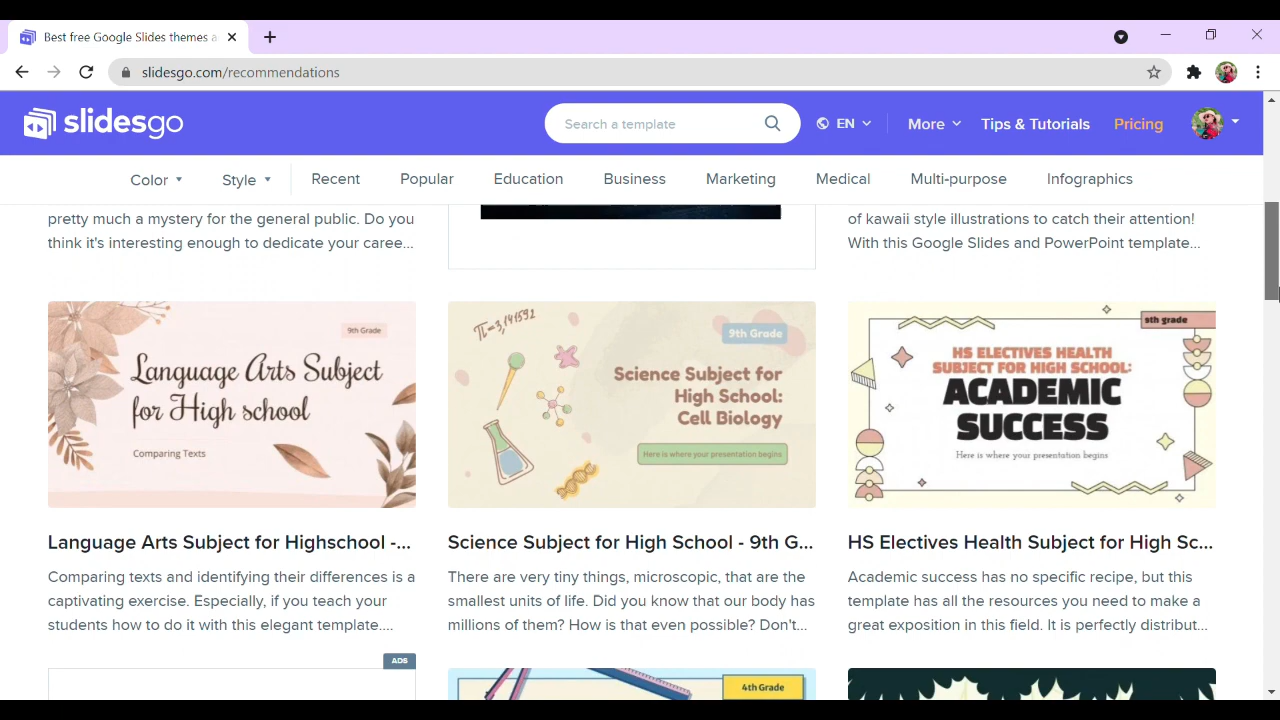 Best free Google Slides themes a
slidesgo.com/recommendations
slidesgo
Search a template
EN
More
Tips & Tutorials
Pricing
Color
Style
Recent
Popular
Education
Business
Marketing
Medical
Multi-purpose
Infographics
pretty much a mystery for the general public. Do you
think it's interesting enough to dedicate your caree...
of kawaii style illustrations to catch their attention!
With this Google Slides and PowerPoint template...
9th Grade
Language Arts Subject
for High school
Comparing Texts
π=3,141592
9th Grade
Science Subject for
High School:
Cell Biology
Here is where your presentation begins
9th grade
HS ELECTIVES HEALTH
SUBJECT FOR HIGH SCHOOL:
ACADEMIC
SUCCESS
Here is where your presentation begins
Language Arts Subject for Highschool -...
Comparing texts and identifying their differences is a
captivating exercise. Especially, if you teach your
students how to do it with this elegant template....
Science Subject for High School - 9th G...
There are very tiny things, microscopic, that are the
smallest units of life. Did you know that our body has
millions of them? How is that even possible? Don't...
HS Electives Health Subject for High Sc...
Academic success has no specific recipe, but this
template has all the resources you need to make a
great exposition in this field. It is perfectly distribut...
ADS
4th Grade